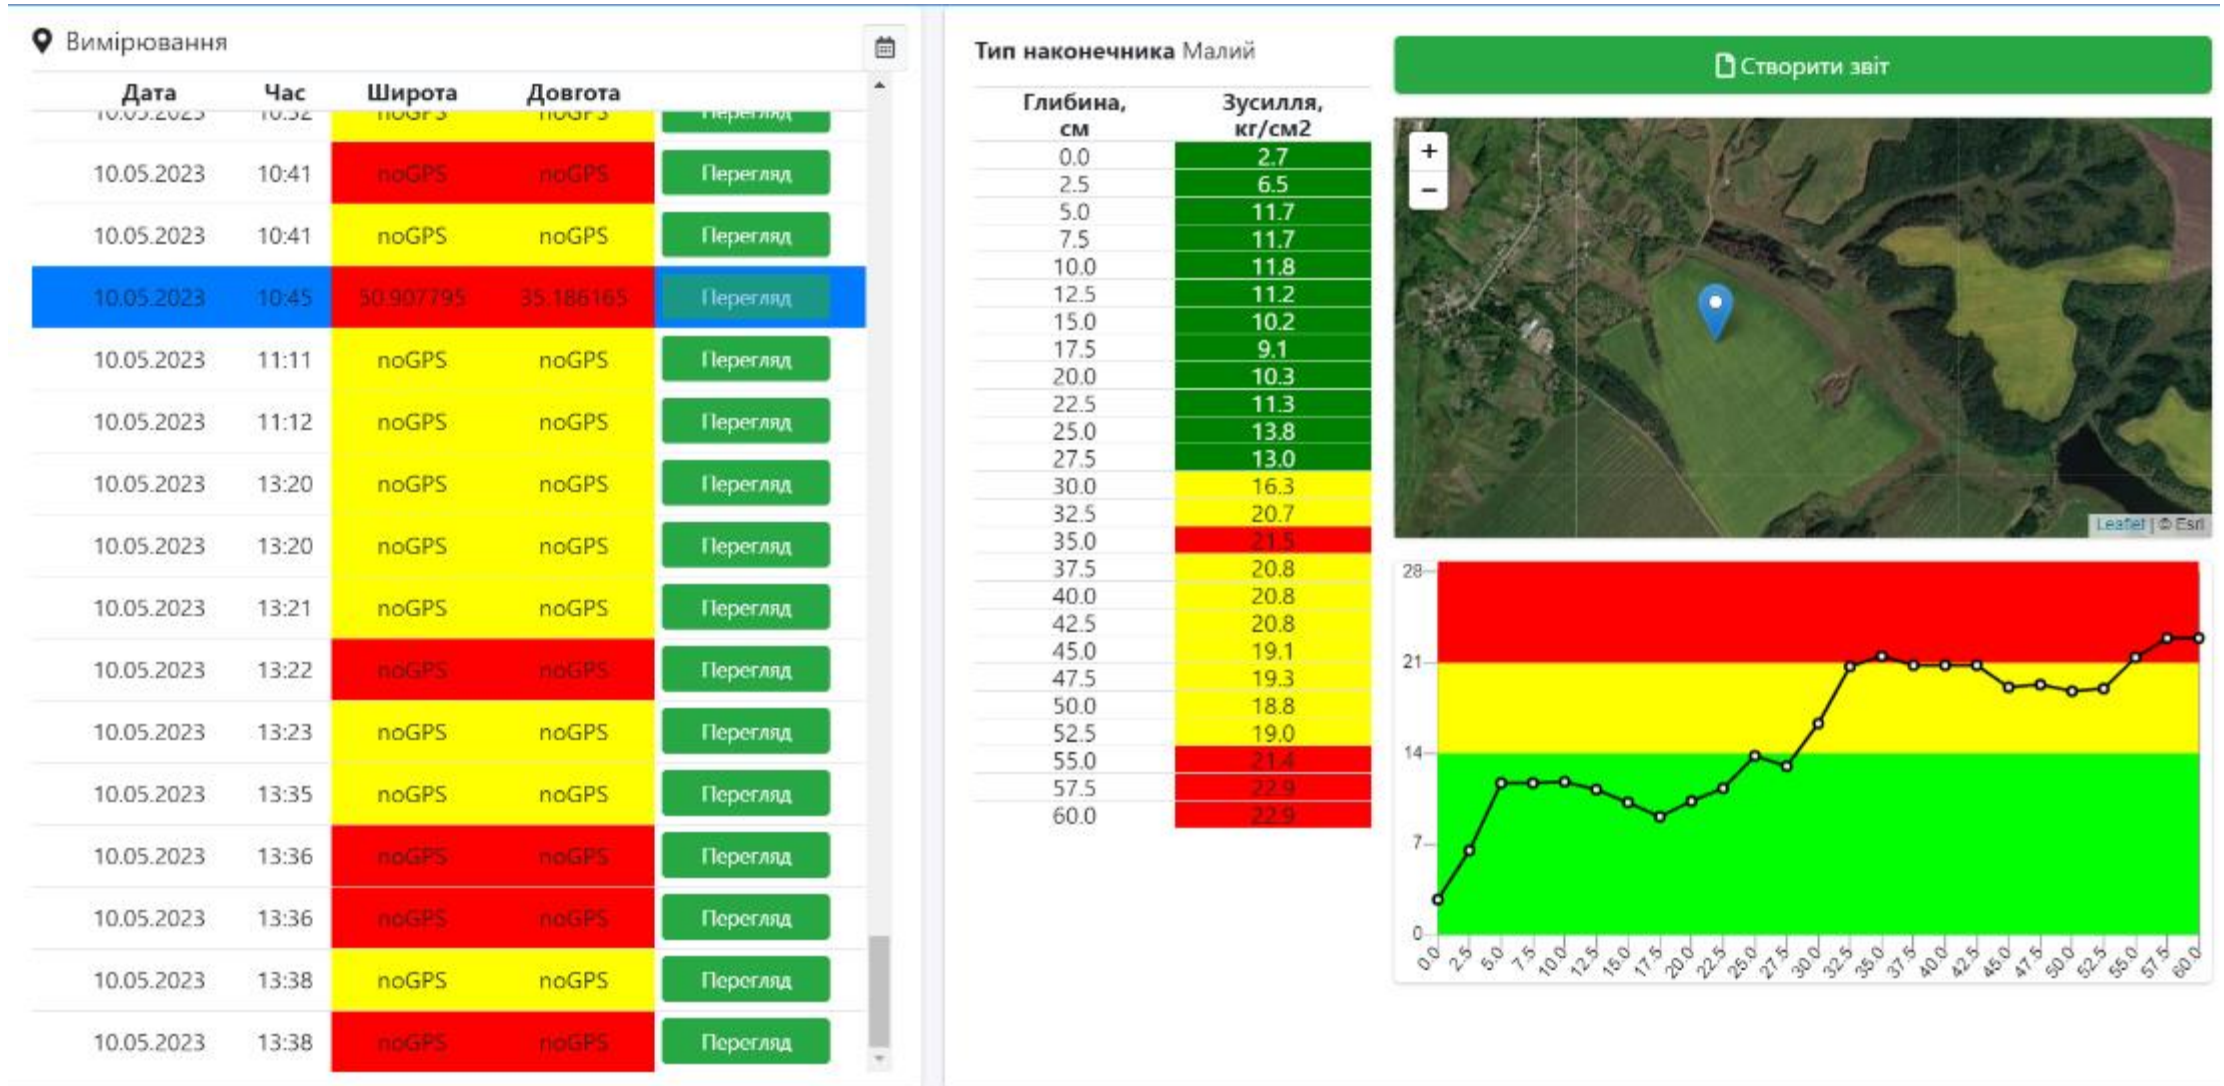 Вимірювання
Дата Час Широта Довгота
10.05.2023 10:32 noGPS noGPS Перегляд
10.05.2023 10:41 noGPS noGPS Перегляд
10.05.2023 10:41 noGPS noGPS Перегляд
10.05.2023 10:45 50.907795 35.186165 Перегляд
10.05.2023 11:11 noGPS noGPS Перегляд
10.05.2023 11:12 noGPS noGPS Перегляд
10.05.2023 13:20 noGPS noGPS Перегляд
10.05.2023 13:20 noGPS noGPS Перегляд
10.05.2023 13:21 noGPS noGPS Перегляд
10.05.2023 13:22 noGPS noGPS Перегляд
10.05.2023 13:23 noGPS noGPS Перегляд
10.05.2023 13:35 noGPS noGPS Перегляд
10.05.2023 13:36 noGPS noGPS Перегляд
10.05.2023 13:36 noGPS noGPS Перегляд
10.05.2023 13:38 noGPS noGPS Перегляд
10.05.2023 13:38 noGPS noGPS Перегляд
Тип наконечника Малий
Глибина, Зусилля,
см кг/см2
0.0 2.7
2.5 6.5
5.0 11.7
7.5 11.7
10.0 11.8
12.5 11.2
15.0 10.2
17.5 9.1
20.0 10.3
22.5 11.3
25.0 13.8
27.5 13.0
30.0 16.3
32.5 20.7
35.0 21.5
37.5 20.8
40.0 20.8
42.5 20.8
45.0 19.1
47.5 19.3
50.0 18.8
52.5 19.0
55.0 21.4
57.5 22.9
60.0 22.9
Створити звіт
+
−
Leaflet | © Esri
28
21
14
7
0
0.0 2.5 5.0 7.5 10.0 12.5 15.0 17.5 20.0 22.5 25.0 27.5 30.0 32.5 35.0 37.5 40.0 42.5 45.0 47.5 50.0 52.5 55.0 57.5 60.0